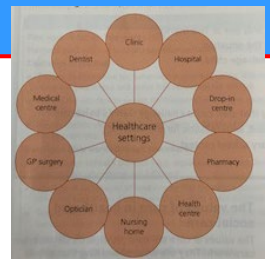 Clinic
Hospital
Drop-in
centre
Pharmacy
Health
centre
Nursing
home
Optician
GP surgery
Medical
centre
Dentist
Healthcare
settings